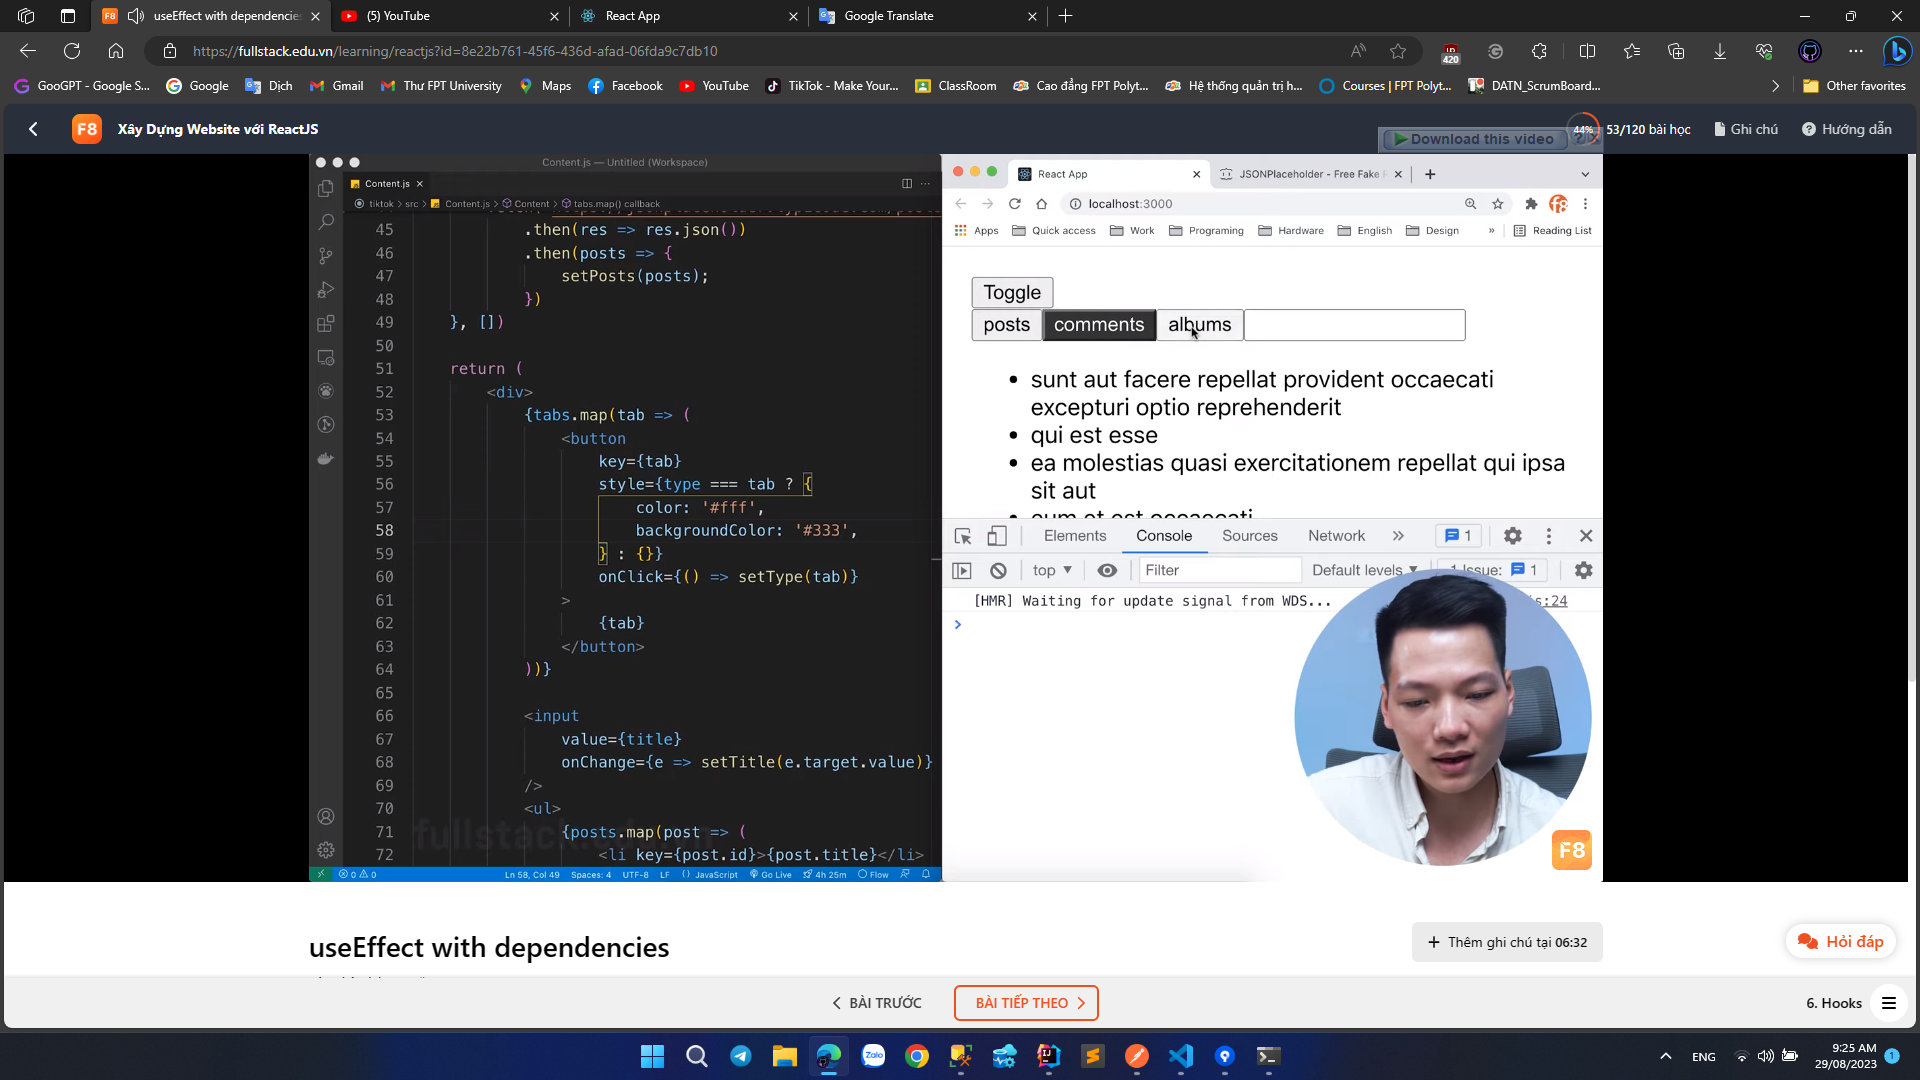 useEffect with dependencies
(5) YouTube
React App
Google Translate
https://fullstack.edu.vn/learning/reactjs?id=8e22b761-45f6-436d-afad-06fda9c7db10
420
GooGPT - Google S...
Google
Dịch
Gmail
Thư FPT University
Maps
Facebook
YouTube
TikTok - Make Your...
ClassRoom
Cao đẳng FPT Polyt...
Hệ thống quản trị h...
Courses | FPT Polyt...
DATN_ScrumBoard...
Other favorites
F8
Xây Dựng Website với ReactJS
Download this video
44%
53/120 bài học
Ghi chú
Hướng dẫn
Content.js — Untitled (Workspace)
Content.js
tiktok > src > Content.js > Content > tabs.map() callback
45 .then(res => res.json())
46 .then(posts => {
47 setPosts(posts);
48 })
49 }, [])
50
51 return (
52 <div>
53 {tabs.map(tab => (
54 <button
55 key={tab}
56 style={type === tab ? {
57 color: '#fff',
58 backgroundColor: '#333',
59 } : {}}
60 onClick={() => setType(tab)}
61 >
62 {tab}
63 </button>
64 ))}
65
66 <input
67 value={title}
68 onChange={e => setTitle(e.target.value)}
69 />
70 <ul>
71 {posts.map(post => (
72 <li key={post.id}>{post.title}</li>
0 0
Ln 58, Col 49
Spaces: 4
UTF-8
LF
JavaScript
Go Live
4h 25m
Flow
React App
JSONPlaceholder - Free Fake
localhost:3000
Apps
Quick access
Work
Programing
Hardware
English
Design
»
Reading List
Toggle
posts
comments
albums
• sunt aut facere repellat provident occaecati
excepturi optio reprehenderit
• qui est esse
• ea molestias quasi exercitationem repellat qui ipsa
sit aut
• eum et est occaecati
Elements
Console
Sources
Network
»
1
top
Filter
Default levels
1 Issue:
1
[HMR] Waiting for update signal from WDS...
s:24
F8
useEffect with dependencies
Thêm ghi chú tại 06:32
Hỏi đáp
BÀI TRƯỚC
BÀI TIẾP THEO
6. Hooks
Zalo
ENG
9:25 AM
29/08/2023
1